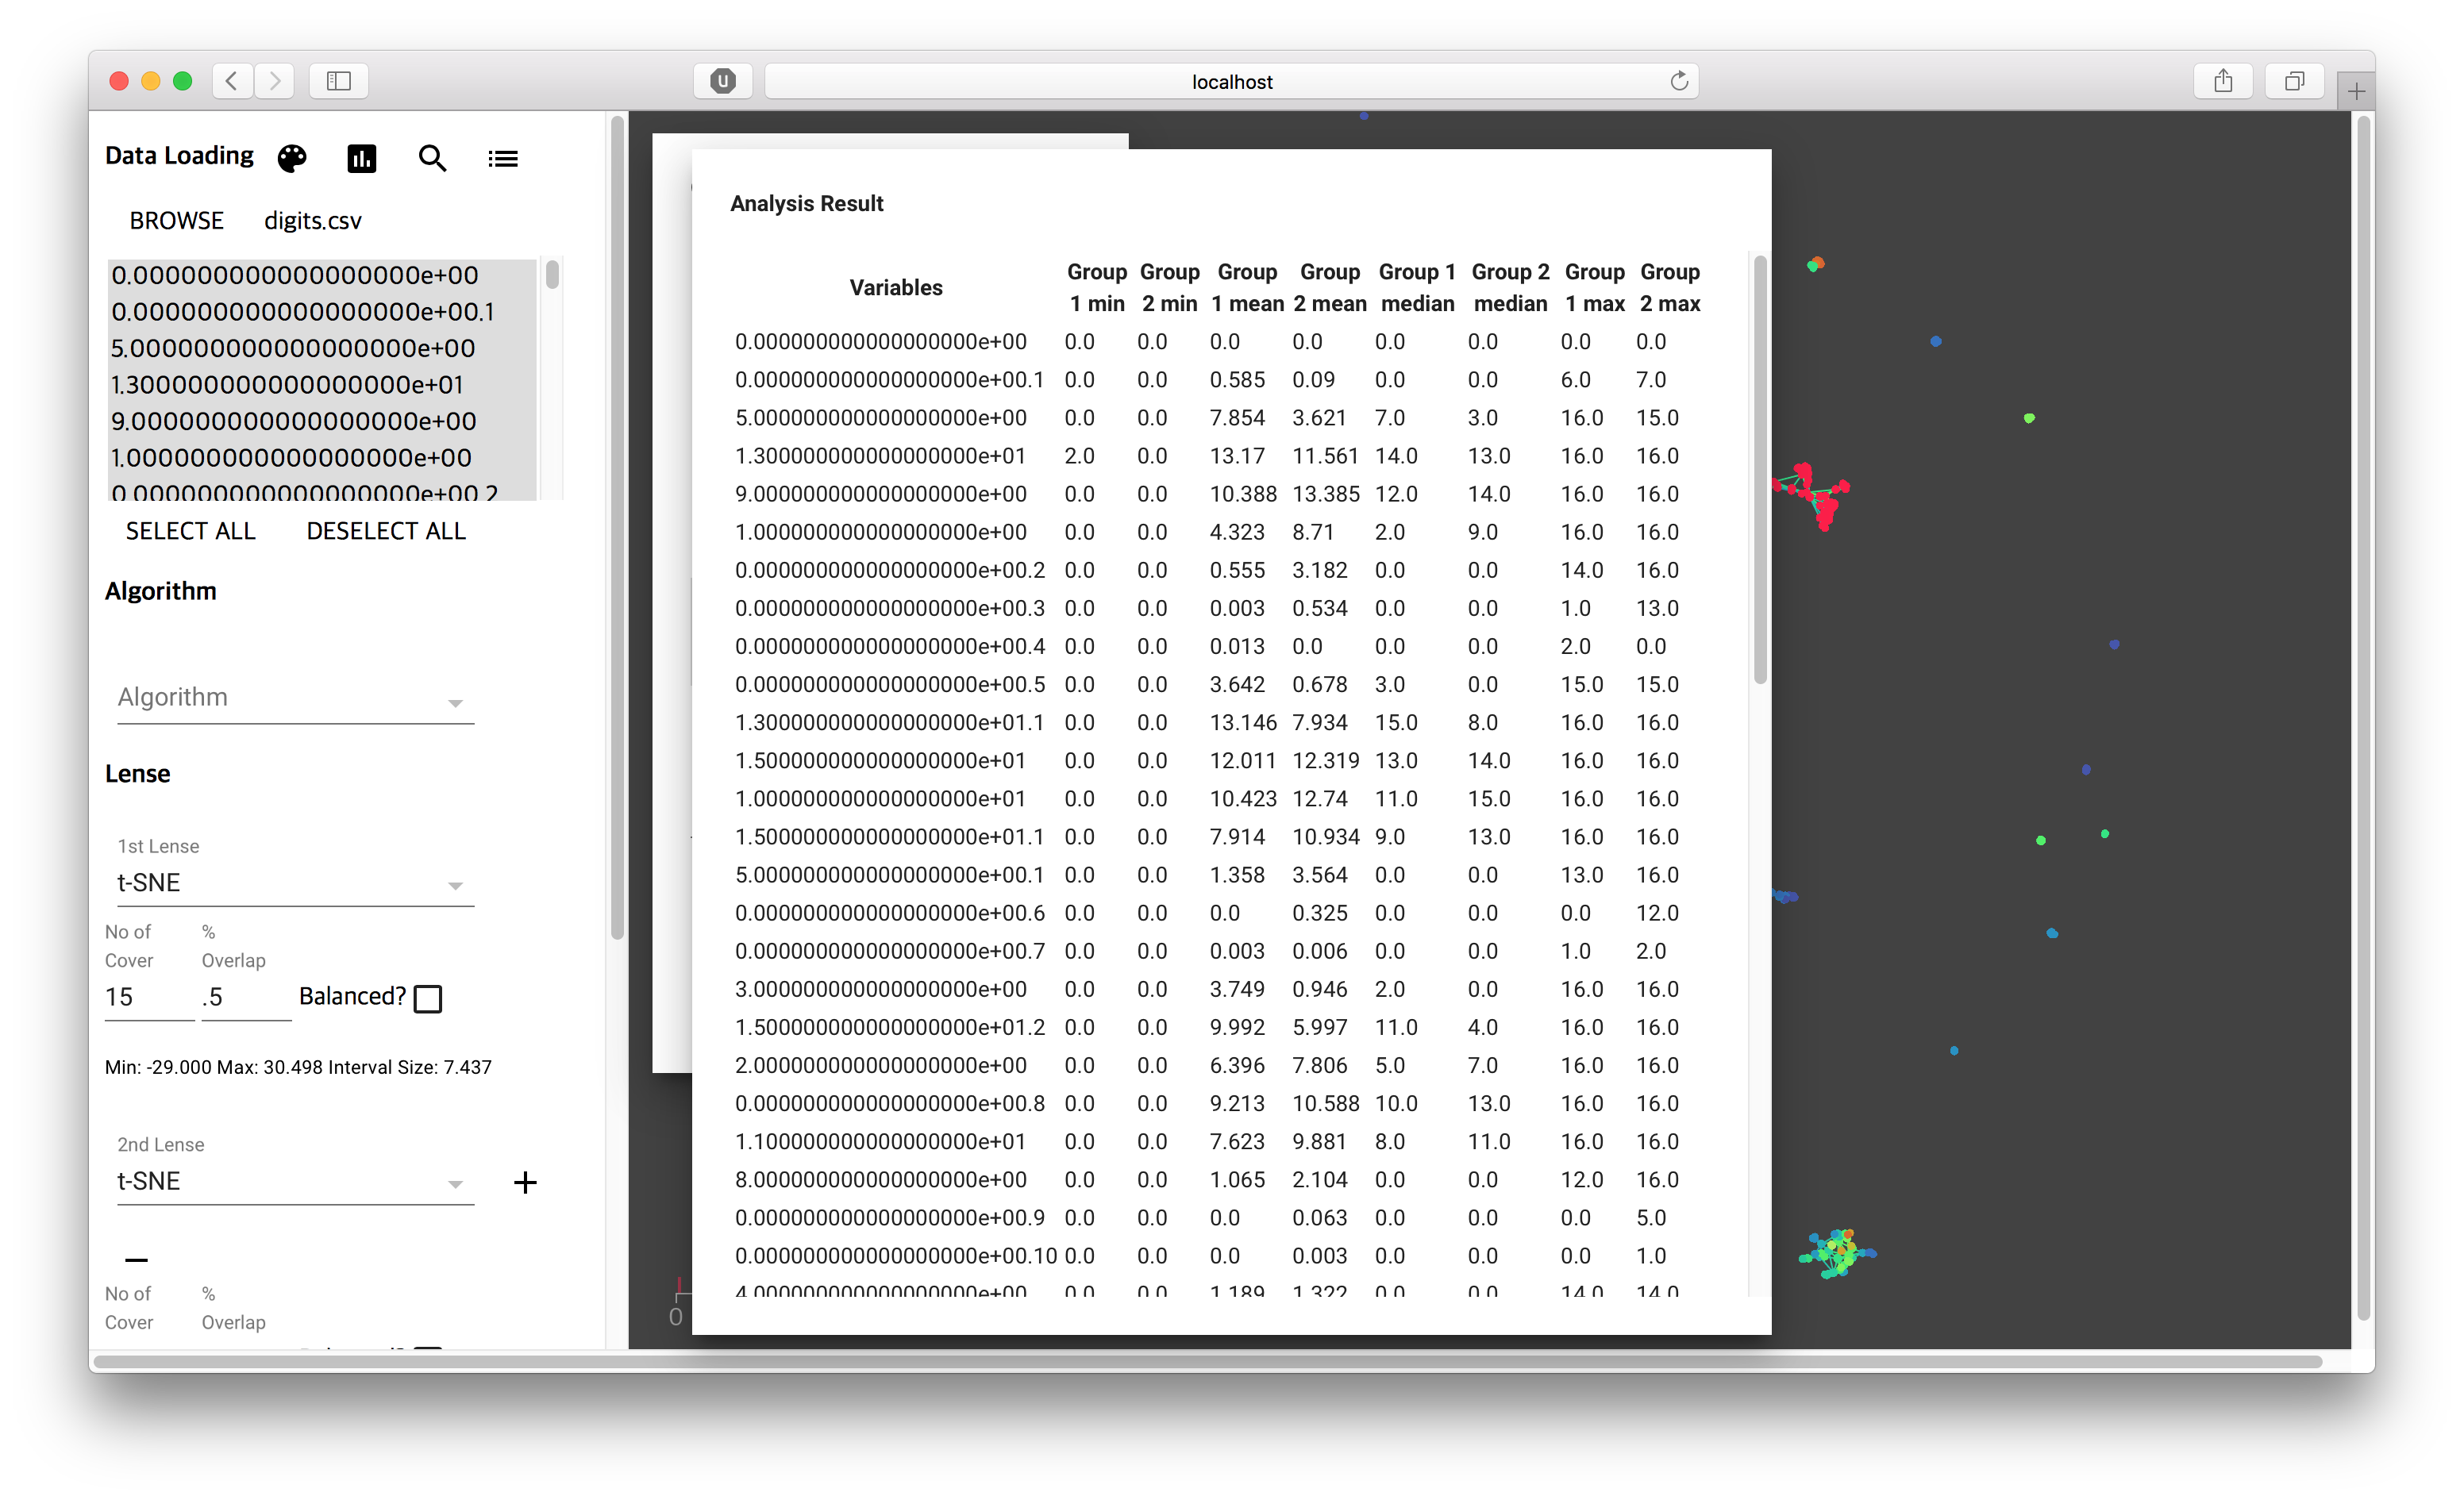 localhost
Data Loading
BROWSE digits.csv
0.000000000000000000e+00
0.000000000000000000e+00.1
5.000000000000000000e+00
1.300000000000000000e+01
9.000000000000000000e+00
1.000000000000000000e+00
0.000000000000000000e+00.2
SELECT ALL DESELECT ALL
Algorithm
Algorithm
Lense
1st Lense
t-SNE
No of Cover % Overlap
15 .5 Balanced?
Min: -29.000 Max: 30.498 Interval Size: 7.437
2nd Lense
t-SNE
No of Cover % Overlap
0
Analysis Result
Variables Group 1 min Group 2 min Group 1 mean Group 2 mean Group 1 median Group 2 median Group 1 max Group 2 max
0.000000000000000000e+00 0.0 0.0 0.0 0.0 0.0 0.0 0.0 0.0
0.000000000000000000e+00.1 0.0 0.0 0.585 0.09 0.0 0.0 6.0 7.0
5.000000000000000000e+00 0.0 0.0 7.854 3.621 7.0 3.0 16.0 15.0
1.300000000000000000e+01 2.0 0.0 13.17 11.561 14.0 13.0 16.0 16.0
9.000000000000000000e+00 0.0 0.0 10.388 13.385 12.0 14.0 16.0 16.0
1.000000000000000000e+00 0.0 0.0 4.323 8.71 2.0 9.0 16.0 16.0
0.000000000000000000e+00.2 0.0 0.0 0.555 3.182 0.0 0.0 14.0 16.0
0.000000000000000000e+00.3 0.0 0.0 0.003 0.534 0.0 0.0 1.0 13.0
0.000000000000000000e+00.4 0.0 0.0 0.013 0.0 0.0 0.0 2.0 0.0
0.000000000000000000e+00.5 0.0 0.0 3.642 0.678 3.0 0.0 15.0 15.0
1.300000000000000000e+01.1 0.0 0.0 13.146 7.934 15.0 8.0 16.0 16.0
1.500000000000000000e+01 0.0 0.0 12.011 12.319 13.0 14.0 16.0 16.0
1.000000000000000000e+01 0.0 0.0 10.423 12.74 11.0 15.0 16.0 16.0
1.500000000000000000e+01.1 0.0 0.0 7.914 10.934 9.0 13.0 16.0 16.0
5.000000000000000000e+00.1 0.0 0.0 1.358 3.564 0.0 0.0 13.0 16.0
0.000000000000000000e+00.6 0.0 0.0 0.0 0.325 0.0 0.0 0.0 12.0
0.000000000000000000e+00.7 0.0 0.0 0.003 0.006 0.0 0.0 1.0 2.0
3.000000000000000000e+00 0.0 0.0 3.749 0.946 2.0 0.0 16.0 16.0
1.500000000000000000e+01.2 0.0 0.0 9.992 5.997 11.0 4.0 16.0 16.0
2.000000000000000000e+00 0.0 0.0 6.396 7.806 5.0 7.0 16.0 16.0
0.000000000000000000e+00.8 0.0 0.0 9.213 10.588 10.0 13.0 16.0 16.0
1.100000000000000000e+01 0.0 0.0 7.623 9.881 8.0 11.0 16.0 16.0
8.000000000000000000e+00 0.0 0.0 1.065 2.104 0.0 0.0 12.0 16.0
0.000000000000000000e+00.9 0.0 0.0 0.0 0.063 0.0 0.0 0.0 5.0
0.000000000000000000e+00.10 0.0 0.0 0.0 0.003 0.0 0.0 0.0 1.0
4.000000000000000000e+00 0.0 0.0 1.189 1.322 0.0 0.0 14.0 14.0